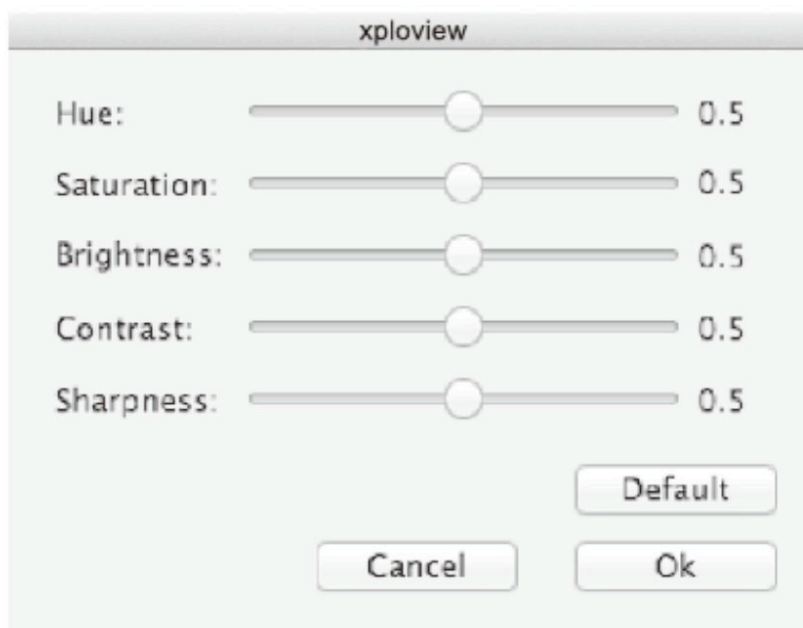 xploview
Hue: 0.5
Saturation: 0.5
Brightness: 0.5
Contrast: 0.5
Sharpness: 0.5
Default
Cancel Ok